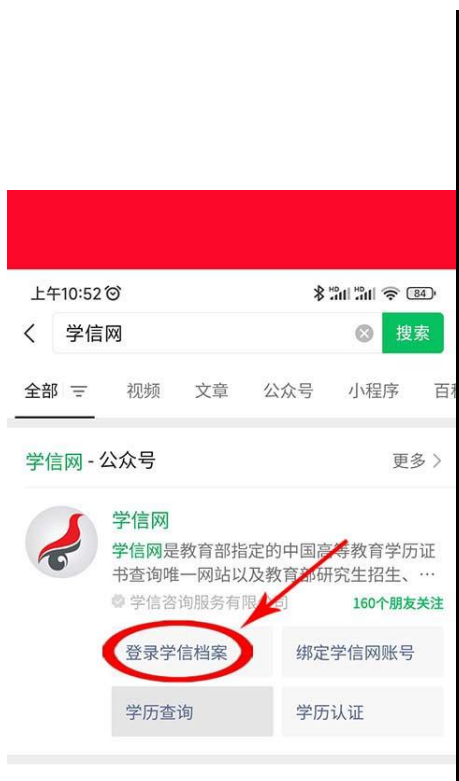 上午10:52
HD HD 84
学信网
搜索
全部 视频 文章 公众号 小程序
学信网 - 公众号 更多
学信网
学信网是教育部指定的中国高等教育学历证
书查询唯一网站以及教育部研究生招生、…
学信咨询服务有限公司 160个朋友关注
登录学信档案 绑定学信网账号
学历查询 学历认证